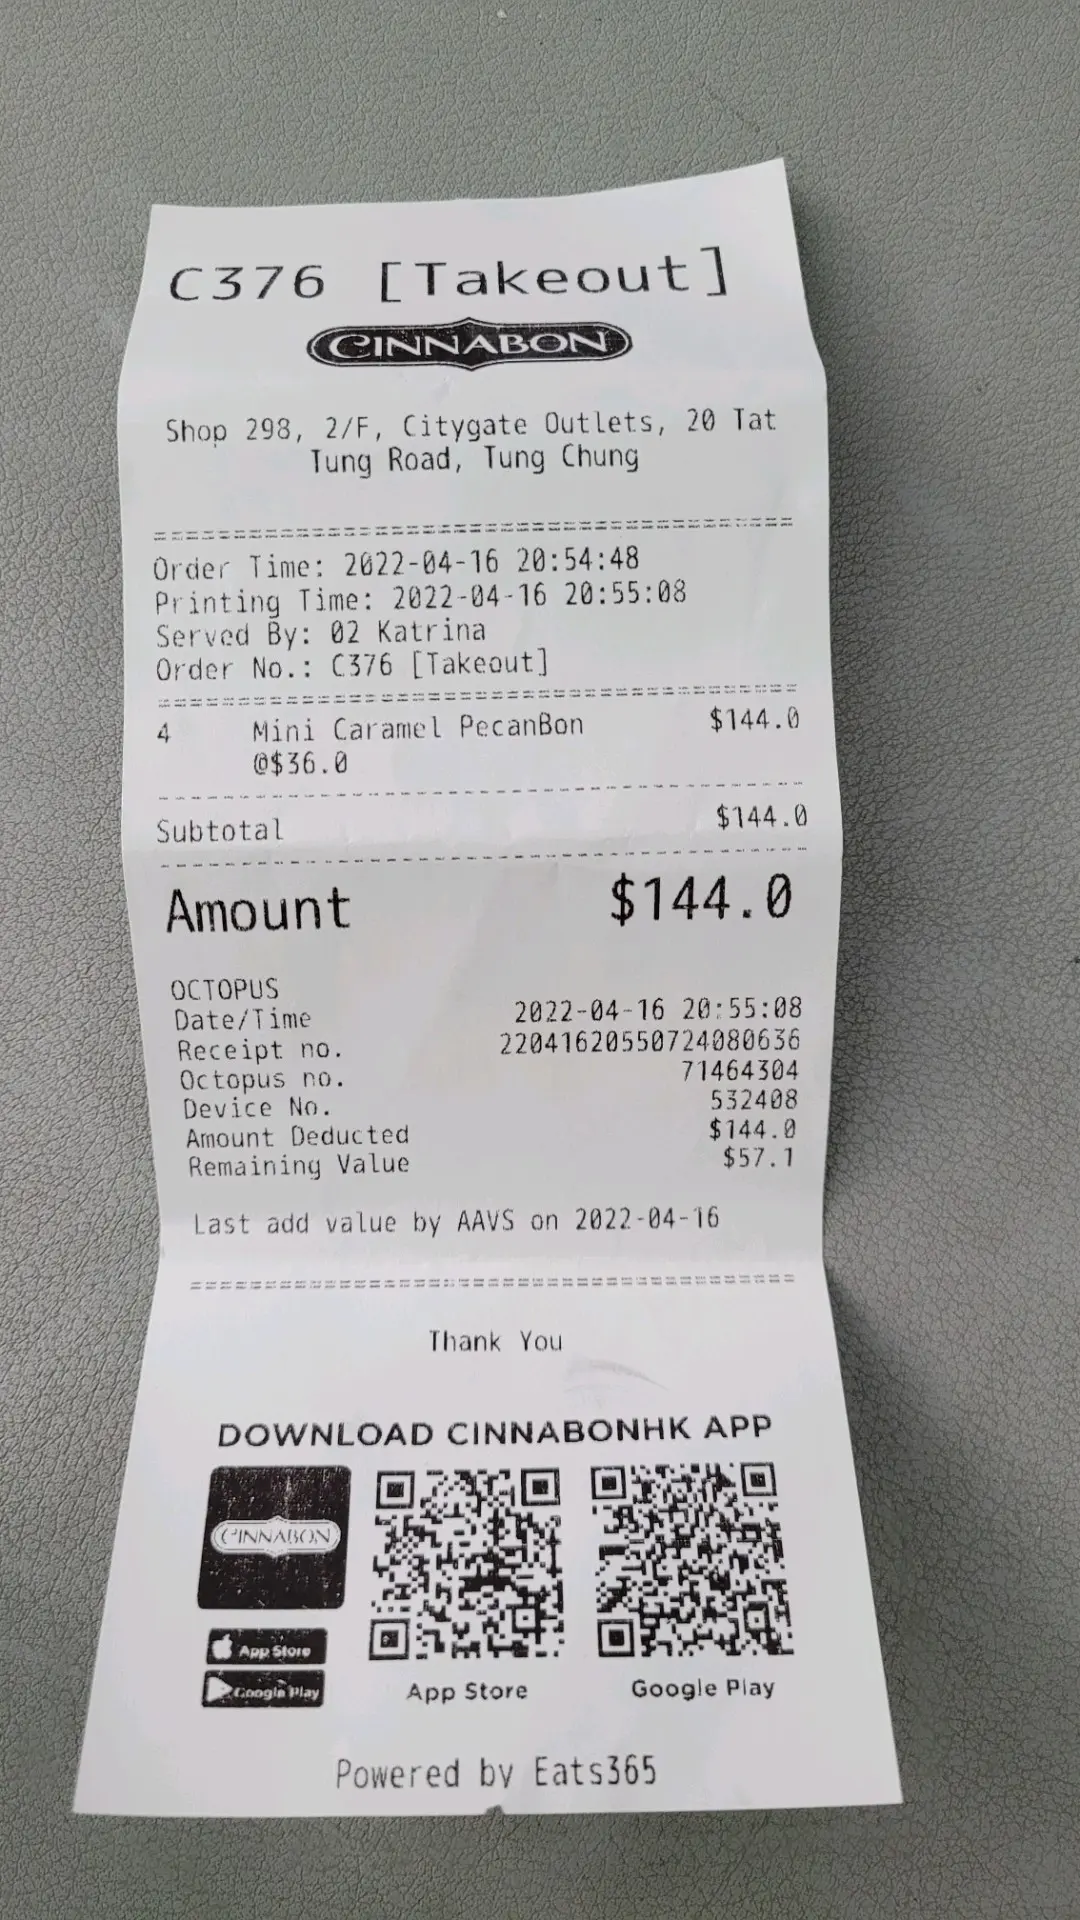 C376 [Takeout]
CINNABON
Shop 298, 2/F, Citygate Outlets, 20 Tat
Tung Road, Tung Chung
Order Time: 2022-04-16 20:54:48
Printing Time: 2022-04-16 20:55:08
Served By: 02 Katrina
Order No.: C376 [Takeout]
4 Mini Caramel PecanBon $144.0
@$36.0
Subtotal $144.0
Amount $144.0
OCTOPUS
Date/Time 2022-04-16 20:55:08
Receipt no. 22041620550724080636
Octopus no. 71464304
Device No. 532408
Amount Deducted $144.0
Remaining Value $57.1
Last add value by AAVS on 2022-04-16
Thank You
DOWNLOAD CINNABONHK APP
CINNABON
App Store
Google Play
App Store Google Play
Powered by Eats365